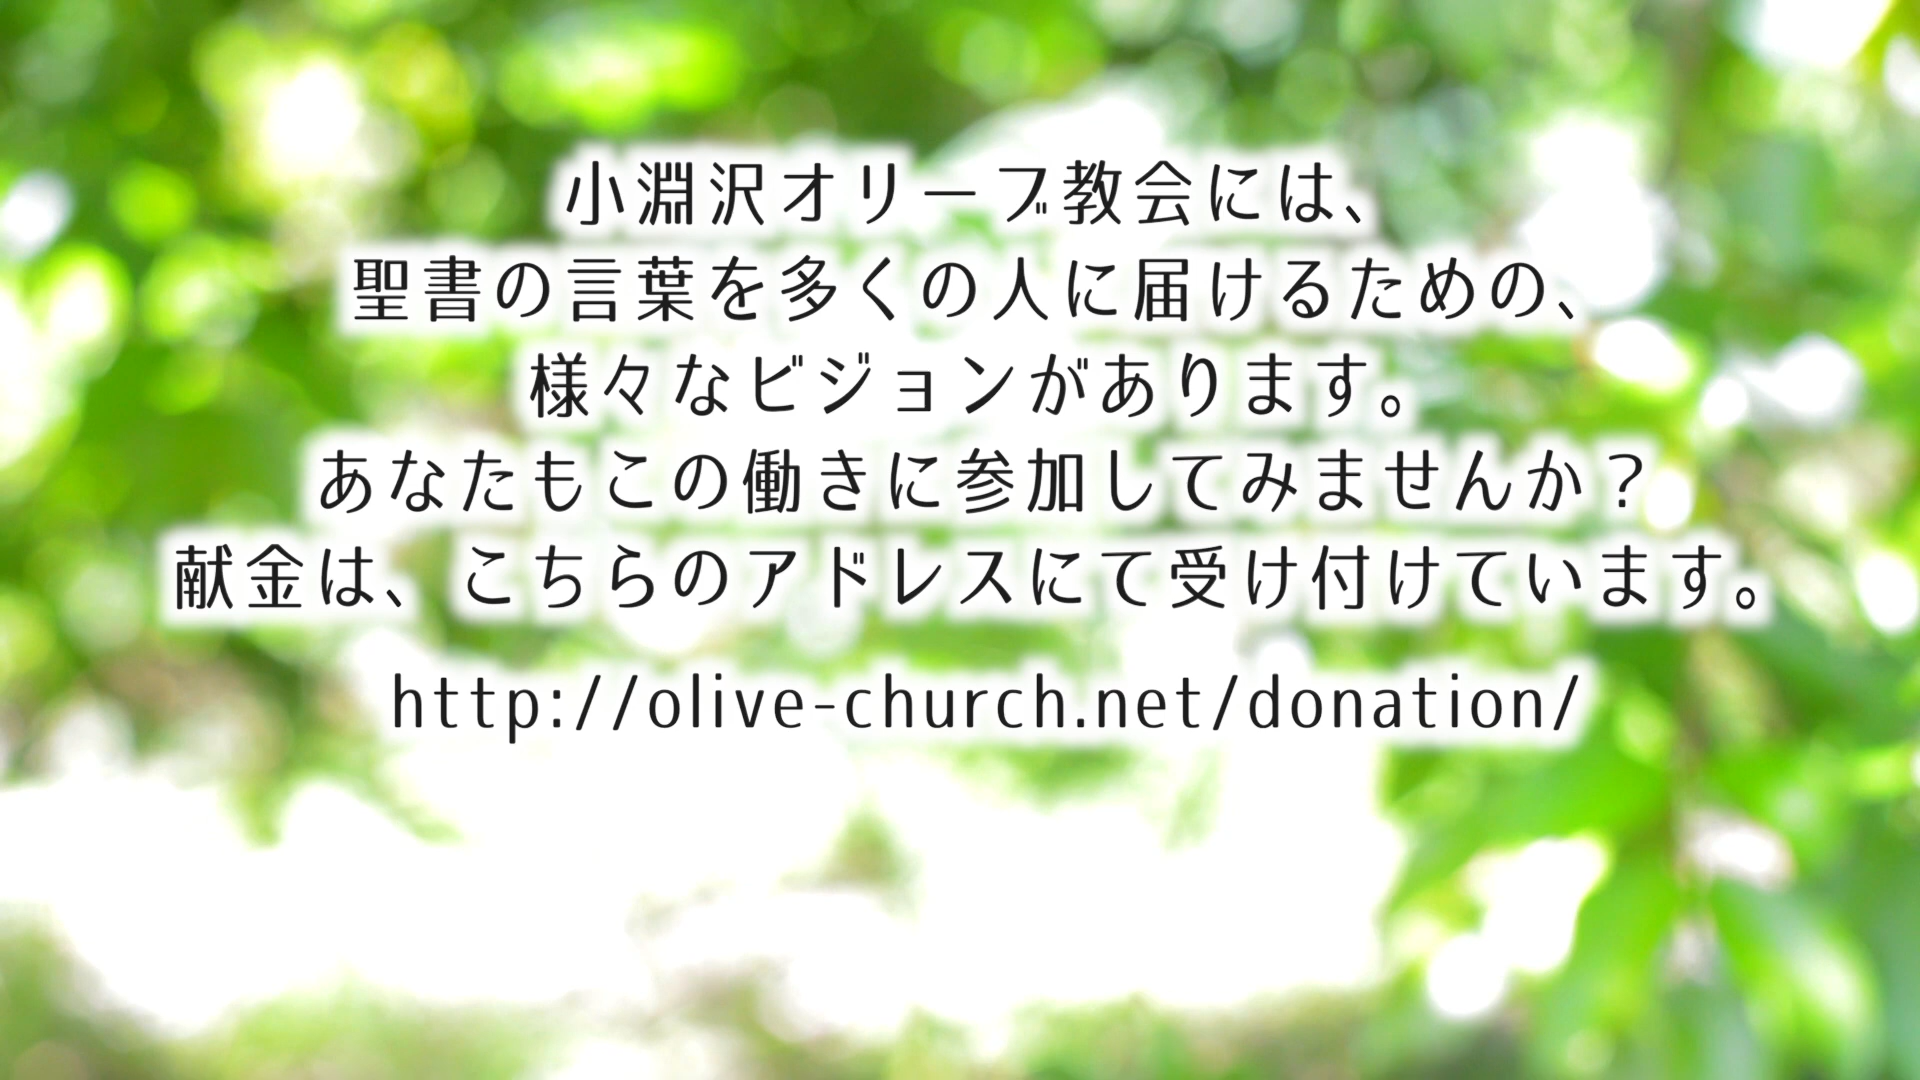 小淵沢オリーブ教会には、
聖書の言葉を多くの人に届けるための、
様々なビジョンがあります。
あなたもこの働きに参加してみませんか？
献金は、こちらのアドレスにて受け付けています。
http://olive-church.net/donation/